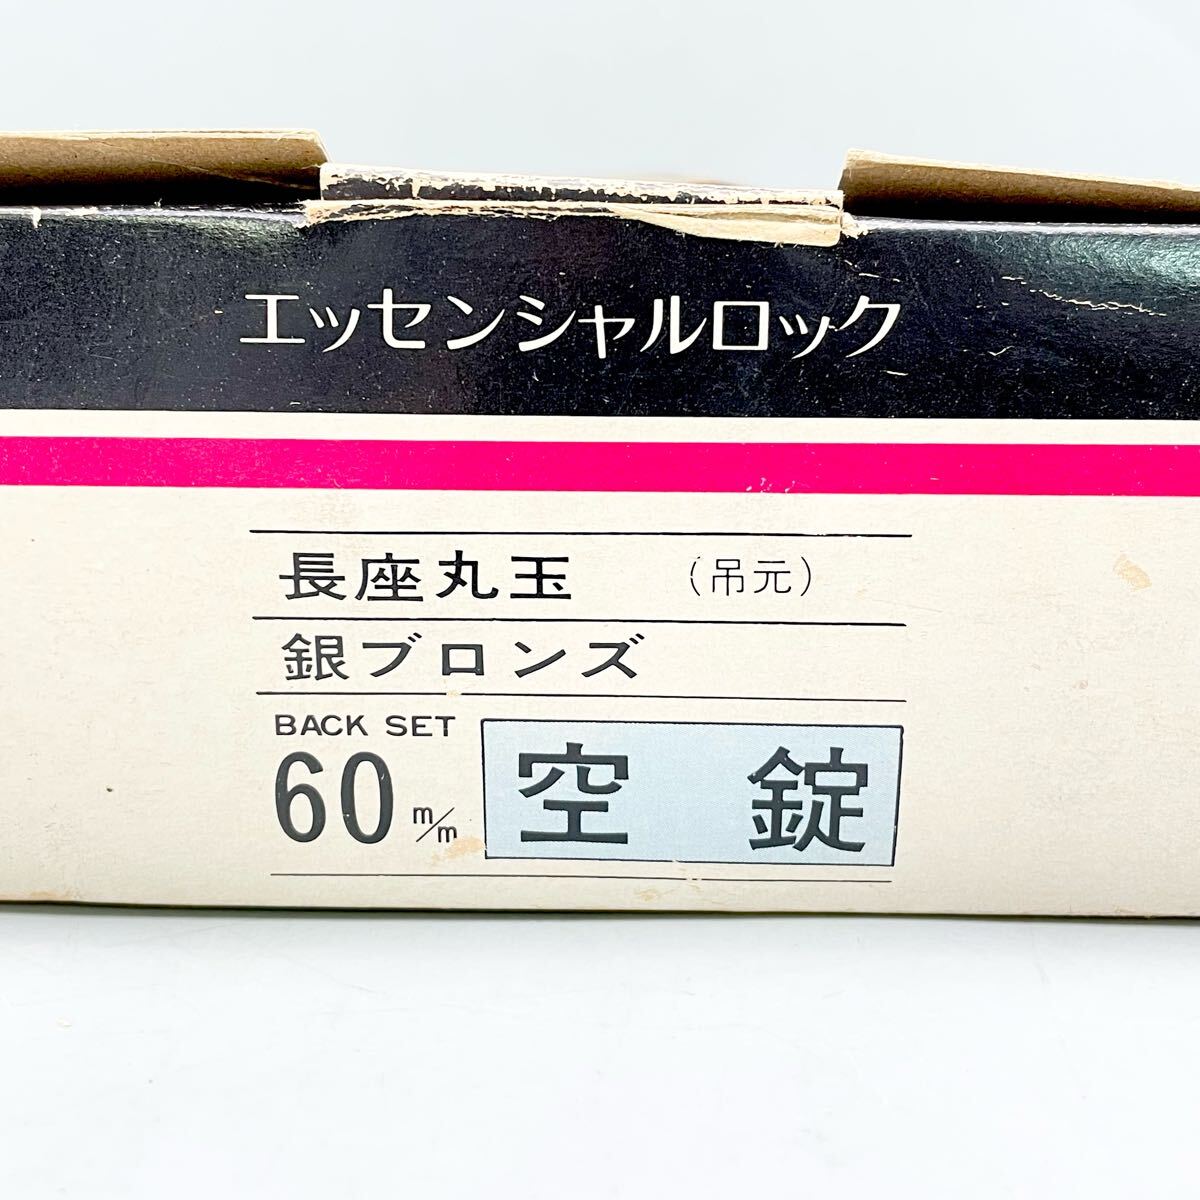 エッセンシャルロック
長座丸玉 (吊元)
銀ブロンズ
BACK SET
60 m/m 空錠